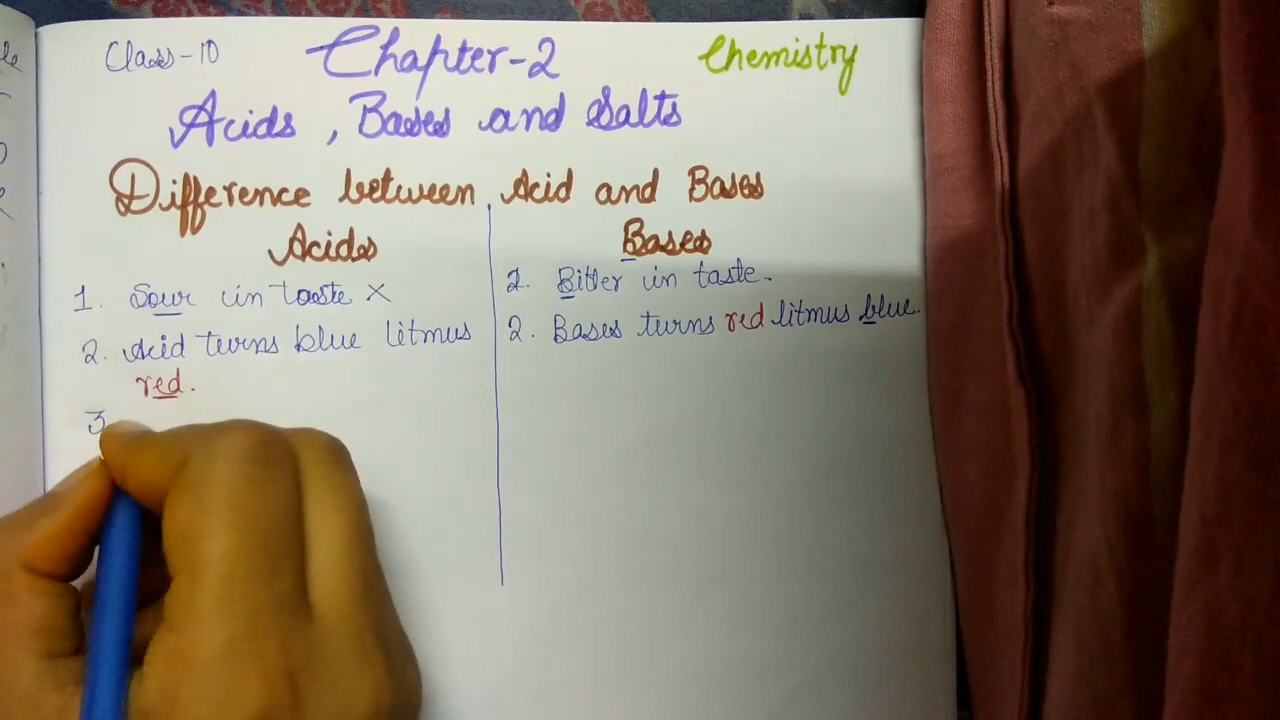 Class-10 Chapter-2 Chemistry
Acids, Bases and Salts
Difference between Acid and Bases
Acids
1. Sour in taste ×
2. Acid turns blue litmus
red.
3
Bases
1. Bitter in taste.
2. Bases turns red litmus blue.